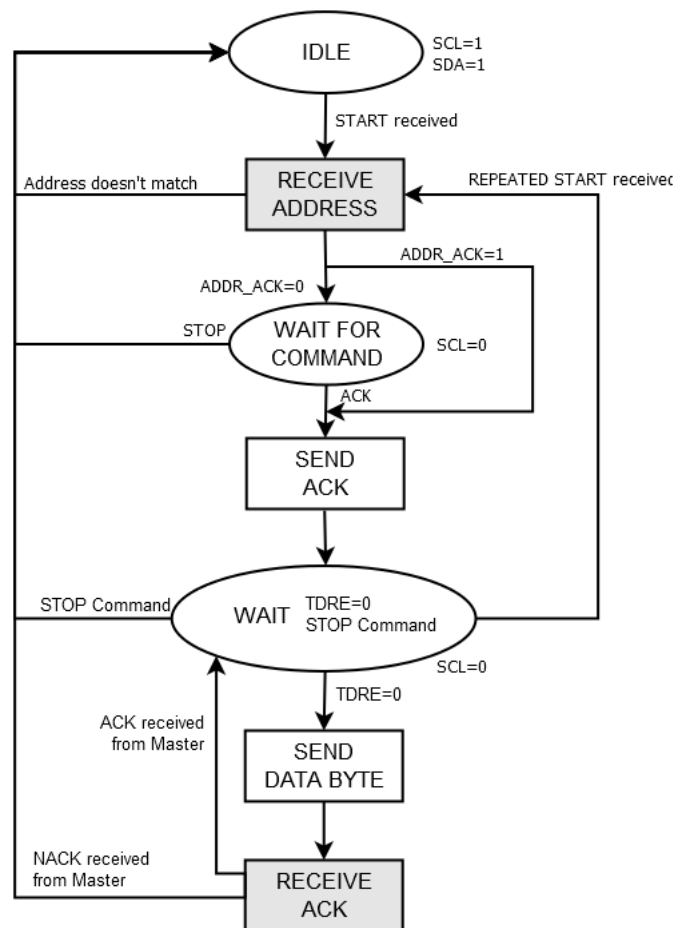 IDLE
SCL=1
SDA=1
START received
Address doesn't match
RECEIVE
ADDRESS
REPEATED START received
ADDR_ACK=1
ADDR_ACK=0
STOP
WAIT FOR
COMMAND
SCL=0
ACK
SEND
ACK
STOP Command
WAIT
TDRE=0
STOP Command
SCL=0
TDRE=0
ACK received
from Master
SEND
DATA BYTE
NACK received
from Master
RECEIVE
ACK